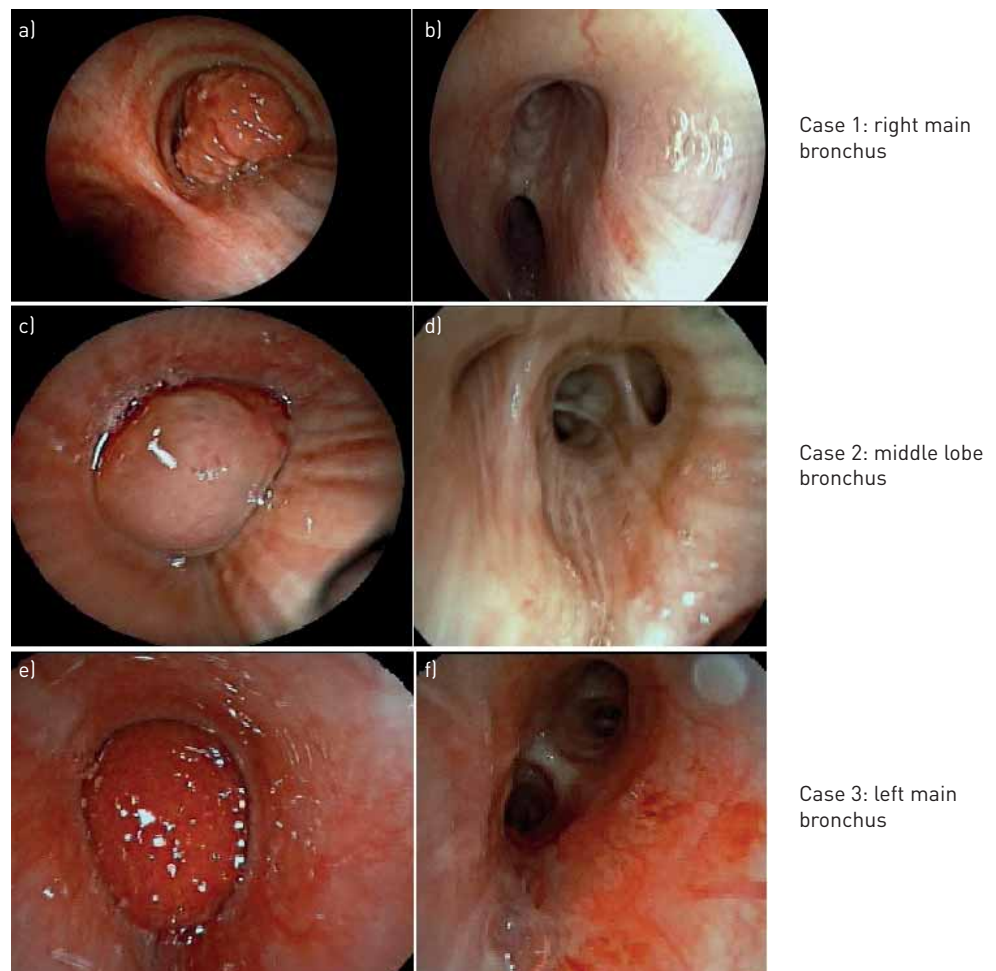 a)
b)
Case 1: right main
bronchus
c)
d)
Case 2: middle lobe
bronchus
e)
f)
Case 3: left main
bronchus